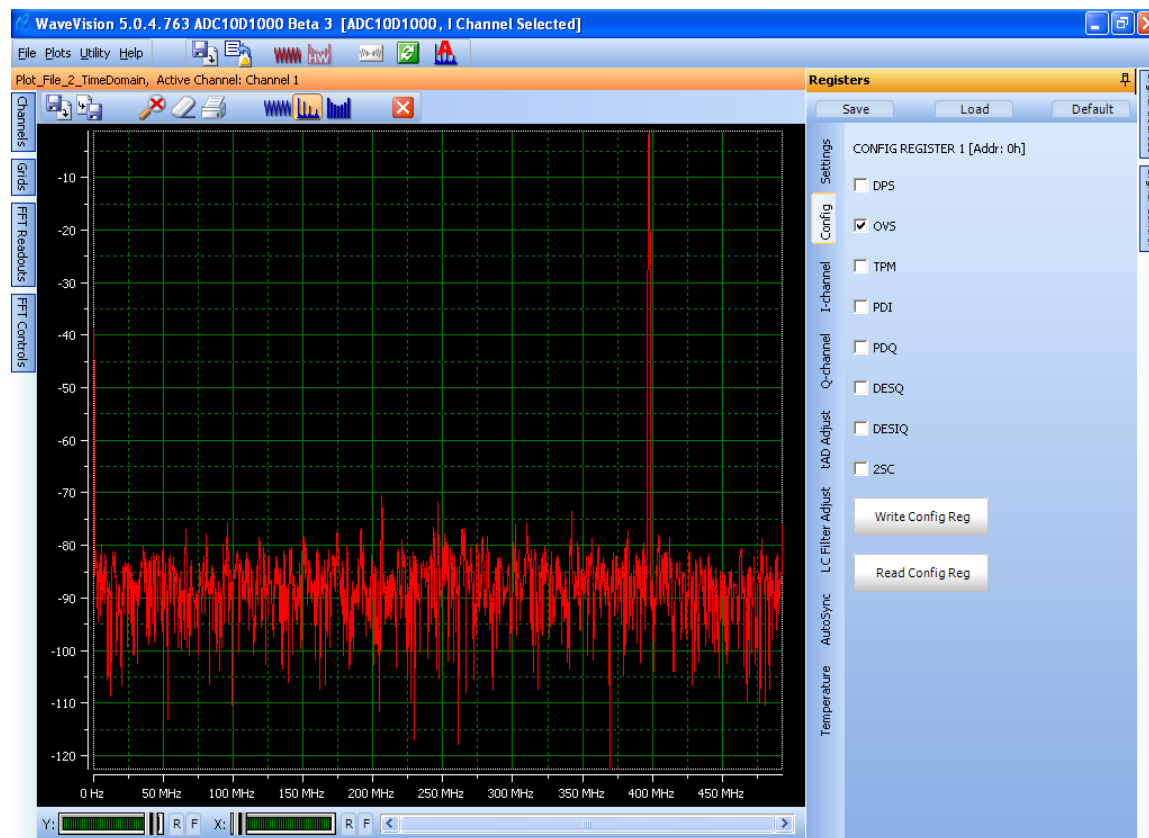 WaveVision 5.0.4.763 ADC10D1000 Beta 3 [ADC10D1000, I Channel Selected]
File Plots Utility Help
Plot_File_2_TimeDomain, Active Channel: Channel 1
Channels
Grids
FFT Readouts
FFT Controls
-10
-20
-30
-40
-50
-60
-70
-80
-90
-100
-110
-120
0 Hz 50 MHz 100 MHz 150 MHz 200 MHz 250 MHz 300 MHz 350 MHz 400 MHz 450 MHz
Y: R F X: R F
Registers
Save Load Default
Settings
Config
I-channel
Q-channel
tAD Adjust
LC Filter Adjust
AutoSync
Temperature
CONFIG REGISTER 1 [Addr: 0h]
DPS
OVS
TPM
PDI
PDQ
DESQ
DESIQ
2SC
Write Config Reg
Read Config Reg